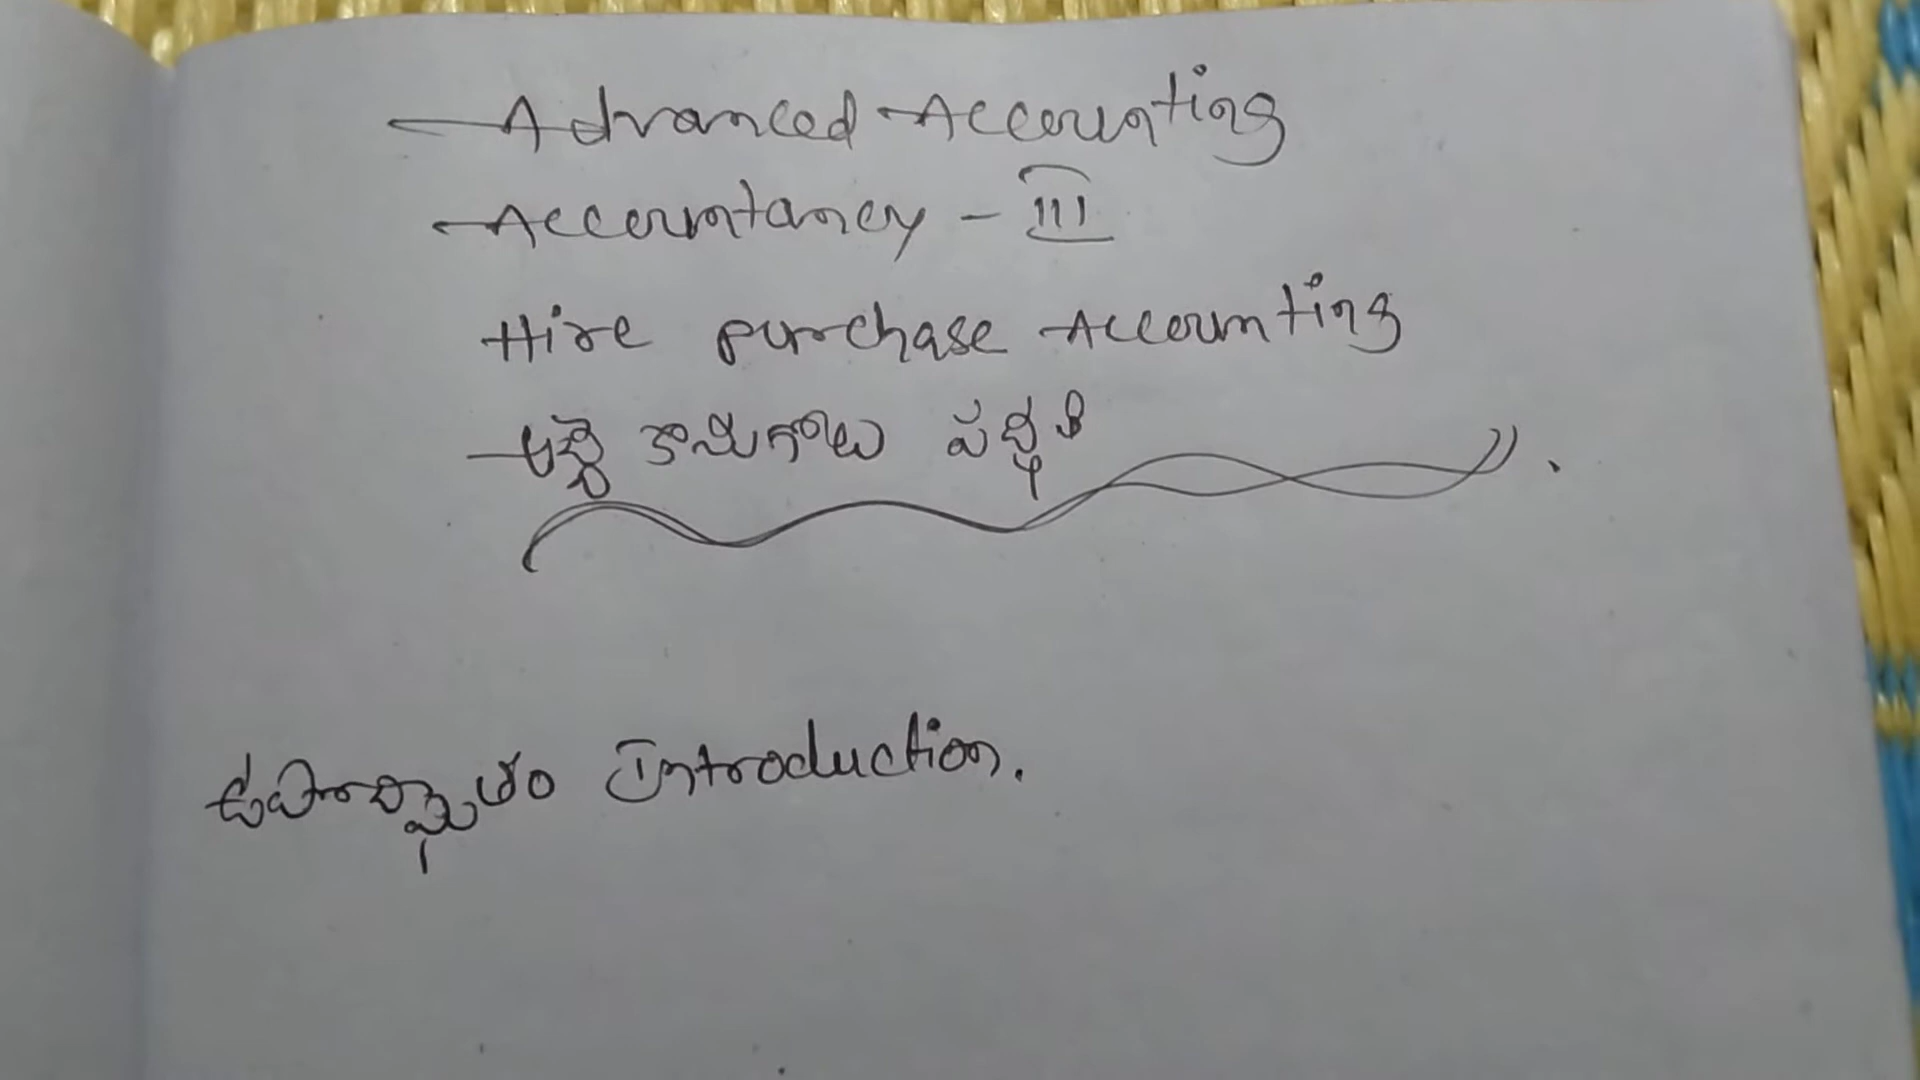 Advanced Accounting
Accountancy - III
Hire purchase Accounting
అద్దె కొనుగోలు పద్ధతి
ఉపోద్ఘాతం Introduction.